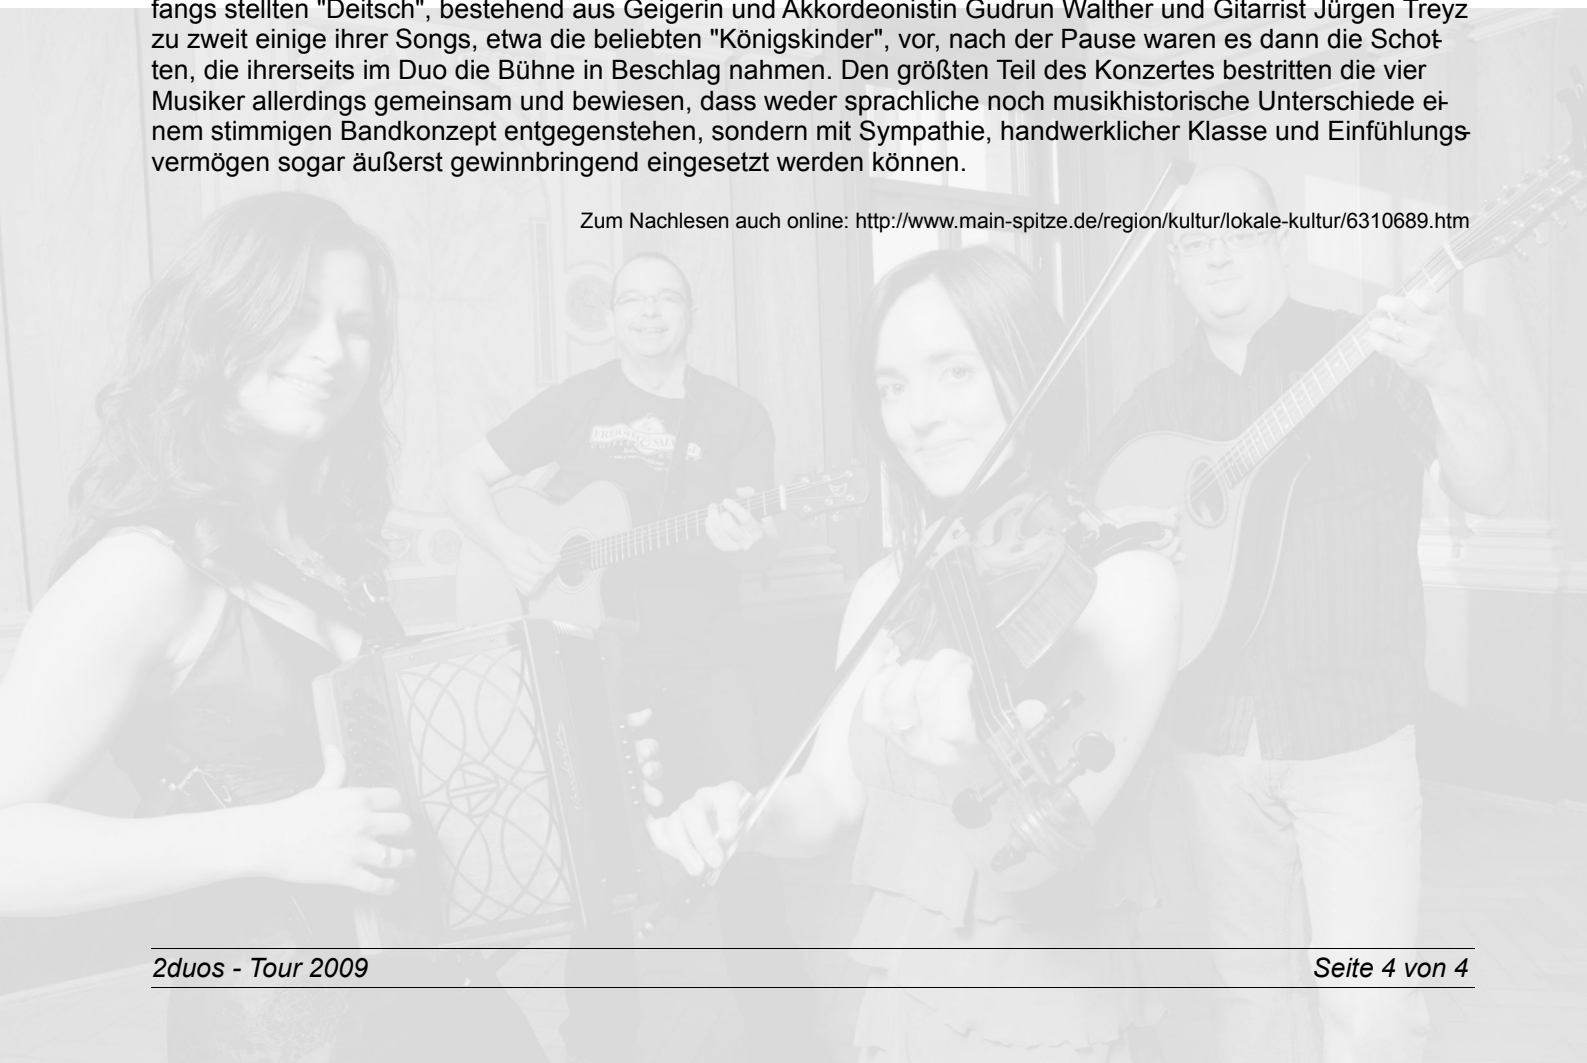 fangs stellten "Deitsch", bestehend aus Geigerin und Akkordeonistin Gudrun Walther und Gitarrist Jürgen Treyz
zu zweit einige ihrer Songs, etwa die beliebten "Königskinder", vor, nach der Pause waren es dann die Schot-
ten, die ihrerseits im Duo die Bühne in Beschlag nahmen. Den größten Teil des Konzertes bestritten die vier
Musiker allerdings gemeinsam und bewiesen, dass weder sprachliche noch musikhistorische Unterschiede ei-
nem stimmigen Bandkonzept entgegenstehen, sondern mit Sympathie, handwerklicher Klasse und Einfühlungs-
vermögen sogar äußerst gewinnbringend eingesetzt werden können.
Zum Nachlesen auch online: http://www.main-spitze.de/region/kultur/lokale-kultur/6310689.htm
2duos - Tour 2009
Seite 4 von 4